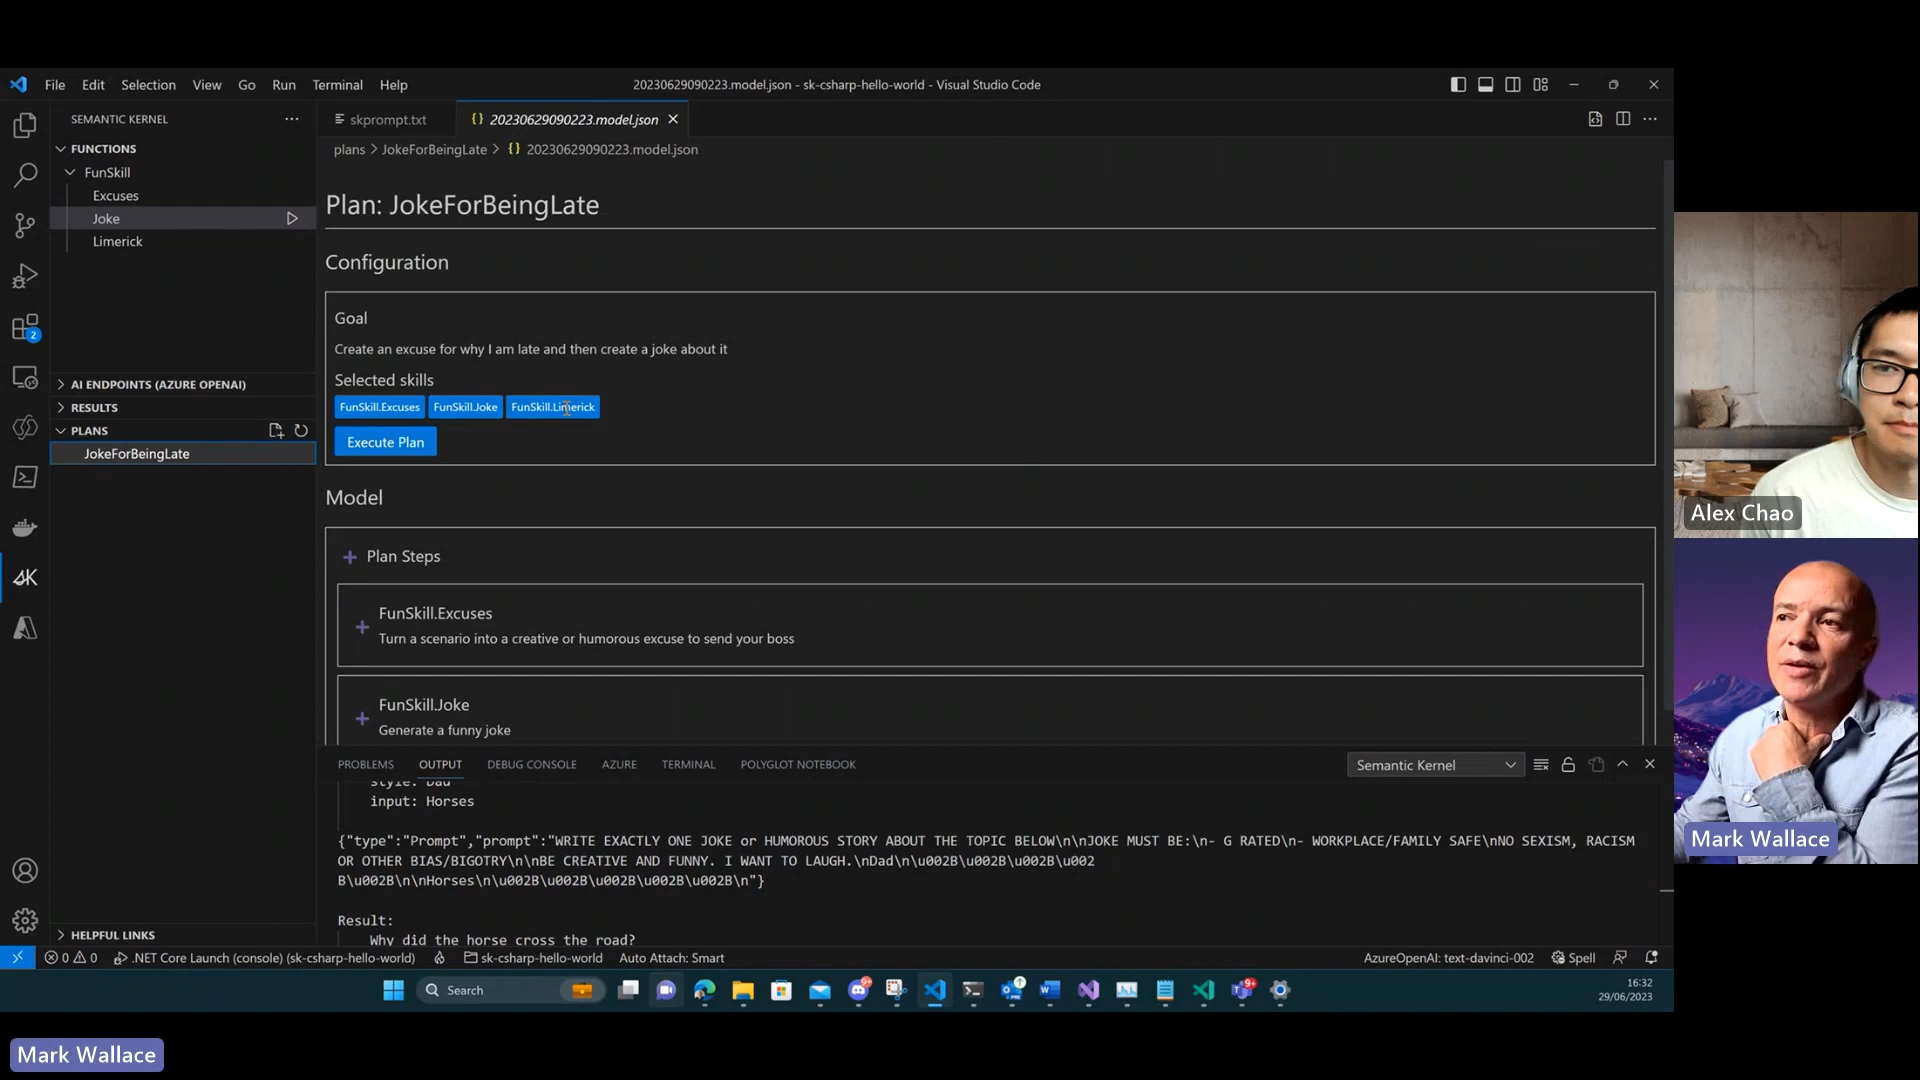 File Edit Selection View Go Run Terminal Help
20230629090223.model.json - sk-csharp-hello-world - Visual Studio Code
SEMANTIC KERNEL
FUNCTIONS
FunSkill
Excuses
Joke
Limerick
AI ENDPOINTS (AZURE OPENAI)
RESULTS
PLANS
JokeForBeingLate
HELPFUL LINKS
2
skprompt.txt
{} 20230629090223.model.json
plans > JokeForBeingLate > {} 20230629090223.model.json
Plan: JokeForBeingLate
Configuration
Goal
Create an excuse for why I am late and then create a joke about it
Selected skills
FunSkill.Excuses FunSkill.Joke FunSkill.Limerick
Execute Plan
Model
Plan Steps
FunSkill.Excuses
Turn a scenario into a creative or humorous excuse to send your boss
FunSkill.Joke
Generate a funny joke
PROBLEMS OUTPUT DEBUG CONSOLE AZURE TERMINAL POLYGLOT NOTEBOOK
Semantic Kernel
style: Dad
input: Horses
{"type":"Prompt","prompt":"WRITE EXACTLY ONE JOKE or HUMOROUS STORY ABOUT THE TOPIC BELOW\n\nJOKE MUST BE:\n- G RATED\n- WORKPLACE/FAMILY SAFE\nNO SEXISM, RACISM
OR OTHER BIAS/BIGOTRY\n\nBE CREATIVE AND FUNNY. I WANT TO LAUGH.\nDad\n\u002B\u002B\u002B\u002
B\u002B\n\nHorses\n\u002B\u002B\u002B\u002B\u002B\n"}
Result:
Why did the horse cross the road?
0 0 .NET Core Launch (console) (sk-csharp-hello-world) sk-csharp-hello-world Auto Attach: Smart
AzureOpenAI: text-davinci-002 Spell
Search
16:32
29/06/2023
Alex Chao
Mark Wallace
Mark Wallace